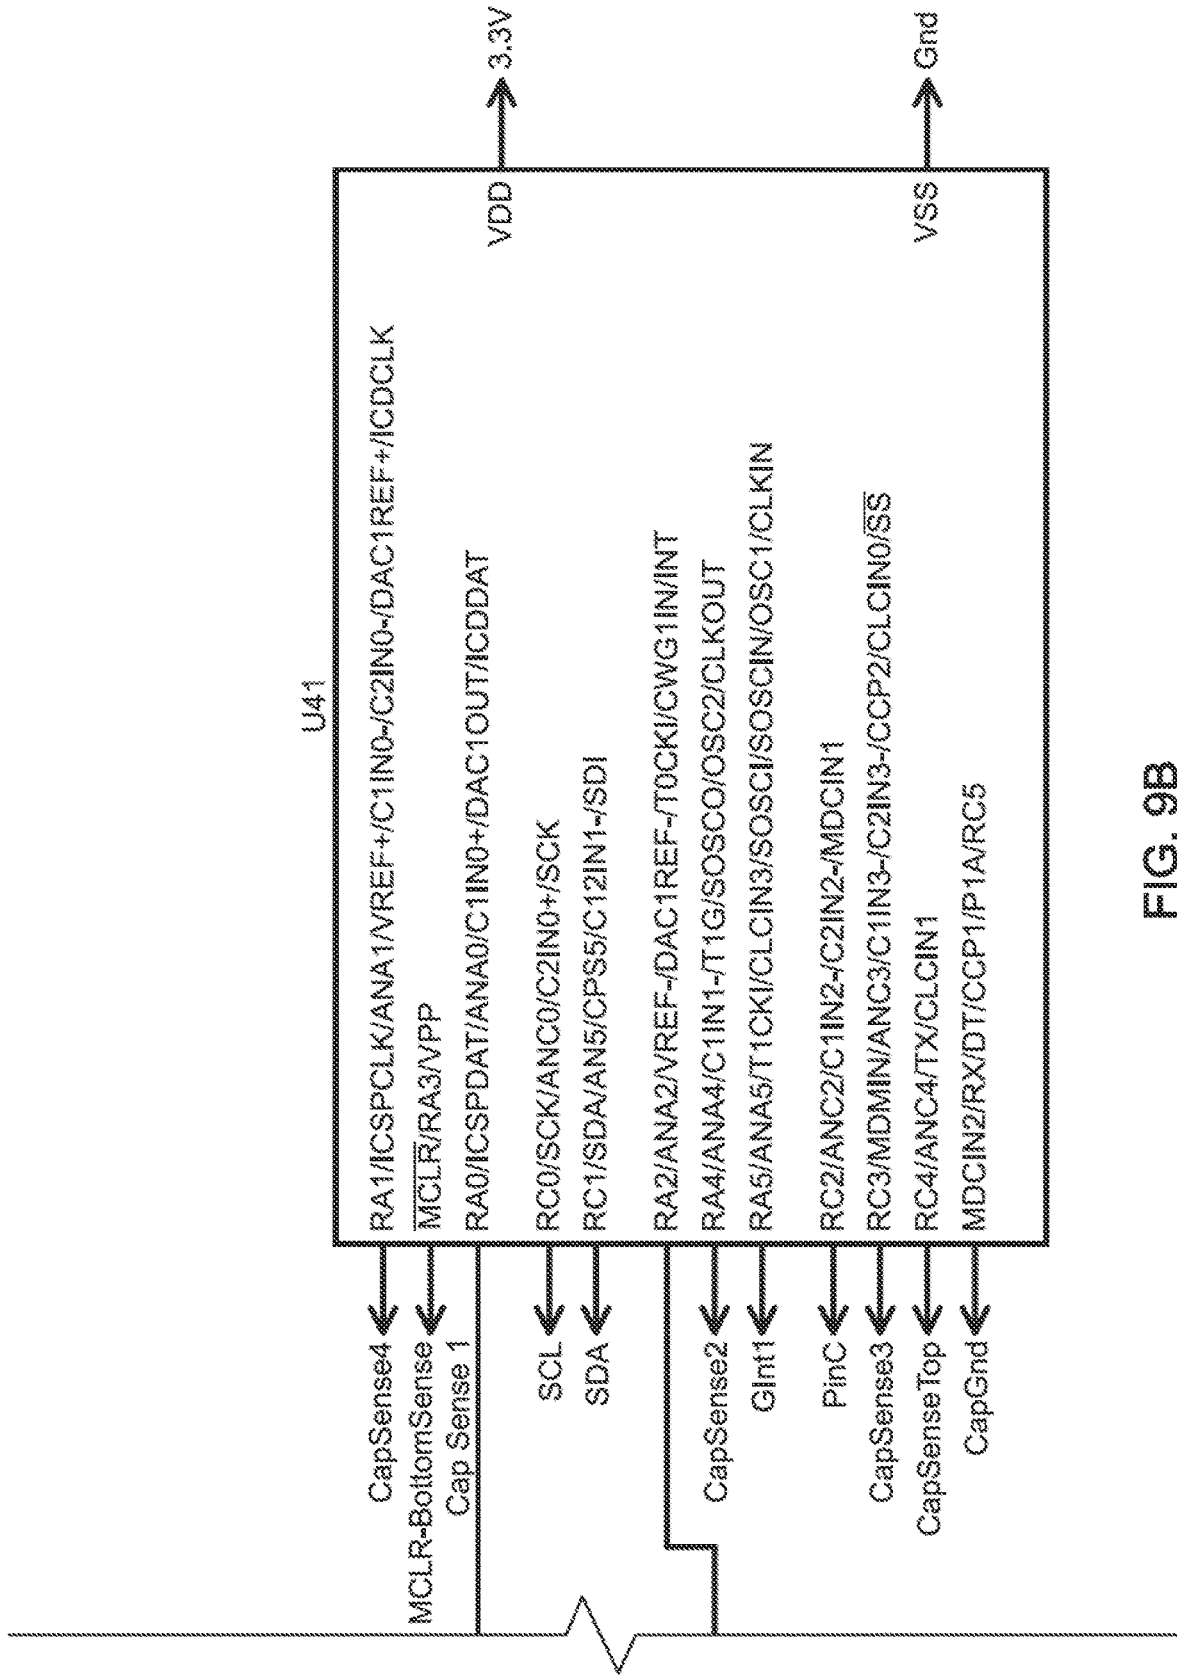 U41
CapSense4
RA1/ICSPCLK/ANA1/VREF+/C1IN0-/C2IN0-/DAC1REF+/ICDCLK
MCLR-BottomSense
MCLR/RA3/VPP
Cap Sense 1
RA0/ICSPDAT/ANA0/C1IN0+/DAC1OUT/ICDDAT
VDD
3.3V
SCL
RC0/SCK/ANC0/C2IN0+/SCK
SDA
RC1/SDA/AN5/CPS5/C12IN1-/SDI
RA2/ANA2/VREF-/DAC1REF-/T0CKI/CWG1IN/INT
CapSense2
RA4/ANA4/C1IN1-/T1G/SOSCO/OSC2/CLKOUT
GInt1
RA5/ANA5/T1CKI/CLCIN3/SOSCI/SOSCIN/OSC1/CLKIN
PinC
RC2/ANC2/C1IN2-/C2IN2-/MDCIN1
CapSense3
RC3/MDMIN/ANC3/C1IN3-/C2IN3-/CCP2/CLCIN0/SS
CapSenseTop
RC4/ANC4/TX/CLCIN1
VSS
Gnd
CapGnd
MDCIN2/RX/DT/CCP1/P1A/RC5
FIG. 9B